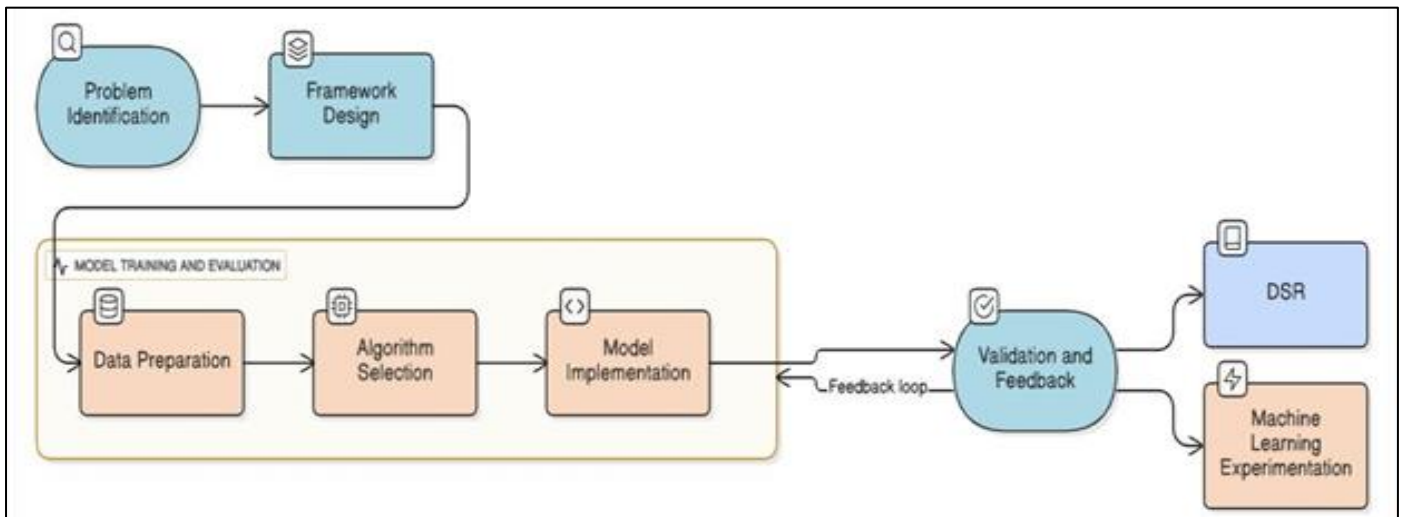 Problem
Identification
Framework
Design
MODEL TRAINING AND EVALUATION
Data Preparation
Algorithm
Selection
Model
Implementation
Feedback loop
Validation and
Feedback
DSR
Machine
Learning
Experimentation